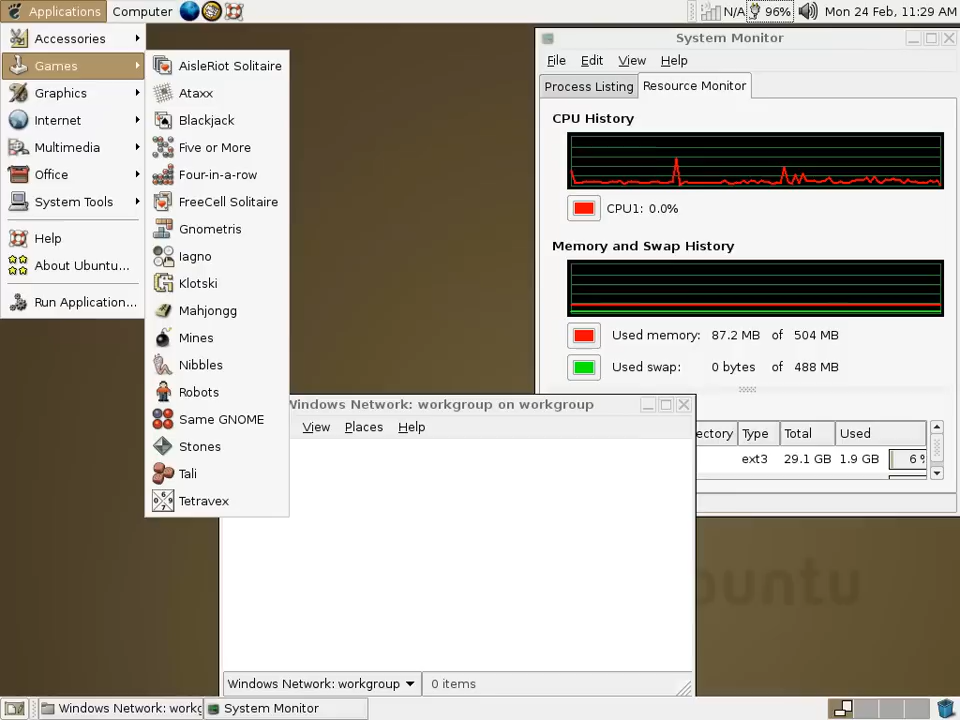 Applications Computer N/A 96% Mon 24 Feb, 11:29 AM
Accessories
Games
Graphics
Internet
Multimedia
Office
System Tools
Help
About Ubuntu...
Run Application...
AisleRiot Solitaire
Ataxx
Blackjack
Five or More
Four-in-a-row
FreeCell Solitaire
Gnometris
Iagno
Klotski
Mahjongg
Mines
Nibbles
Robots
Same GNOME
Stones
Tali
Tetravex
System Monitor
File Edit View Help
Process Listing Resource Monitor
CPU History
CPU1: 0.0%
Memory and Swap History
Used memory: 87.2 MB of 504 MB
Used swap: 0 bytes of 488 MB
ectory Type Total Used
ext3 29.1 GB 1.9 GB 6 %
Windows Network: workgroup on workgroup
View Places Help
buntu
Windows Network: workgroup 0 items
Windows Network: workg System Monitor